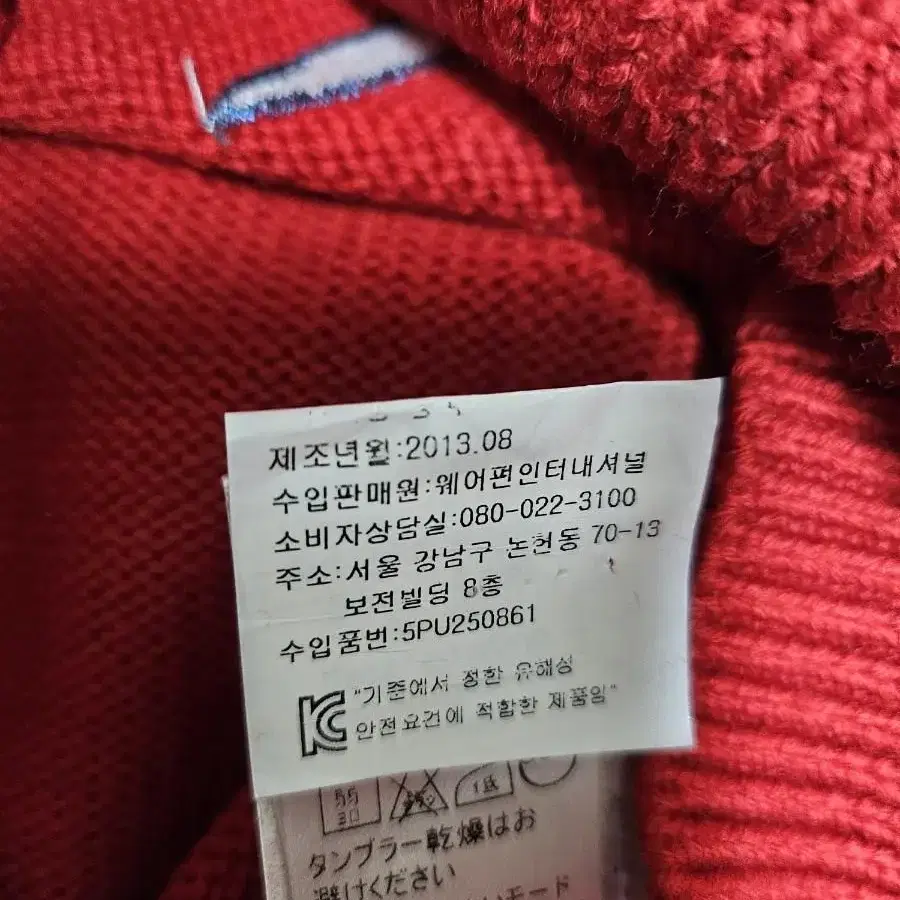 제조년월:2013.08
수입판매원:웨어펀인터내셔널
소비자상담실:080-022-3100
주소:서울 강남구 논현동 70-13
보전빌딩 8층
수입품번:5PU250861
KC "기준에서 정한 유해성
안전요건에 적합한 제품임"
タンブラー乾燥はお
避けください
モード